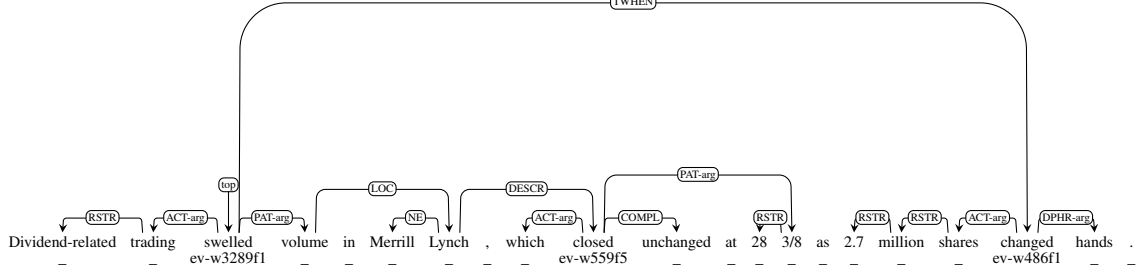 TWHEN
top
LOC DESCR PAT-arg
RSTR ACT-arg PAT-arg NE ACT-arg COMPL RSTR RSTR RSTR ACT-arg DPHR-arg
Dividend-related trading swelled volume in Merrill Lynch , which closed unchanged at 28 3/8 as 2.7 million shares changed hands .
_ _ ev-w3289f1 _ _ _ _ _ _ ev-w559f5 _ _ _ _ _ _ _ _ ev-w486f1 _ _